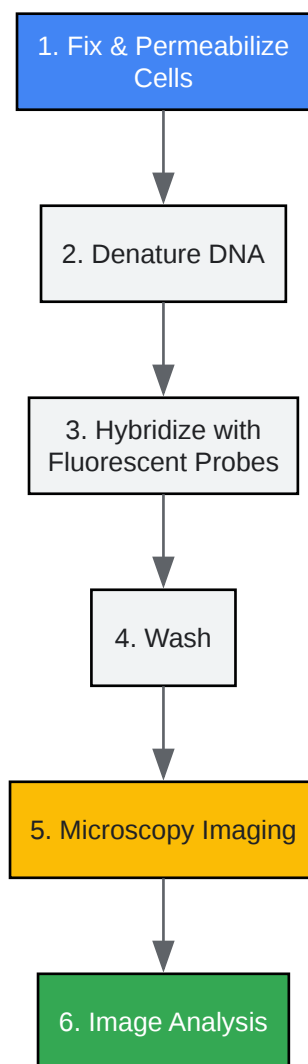 1. Fix & Permeabilize
Cells
2. Denature DNA
3. Hybridize with
Fluorescent Probes
4. Wash
5. Microscopy Imaging
6. Image Analysis